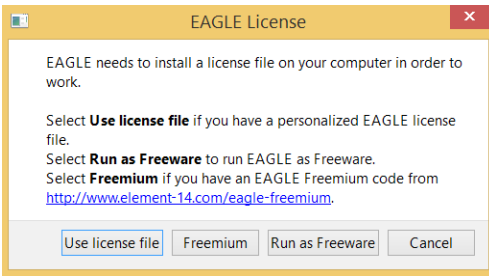 EAGLE License
EAGLE needs to install a license file on your computer in order to
work.
Select Use license file if you have a personalized EAGLE license
file.
Select Run as Freeware to run EAGLE as Freeware.
Select Freemium if you have an EAGLE Freemium code from
http://www.element-14.com/eagle-freemium.
Use license file Freemium Run as Freeware Cancel